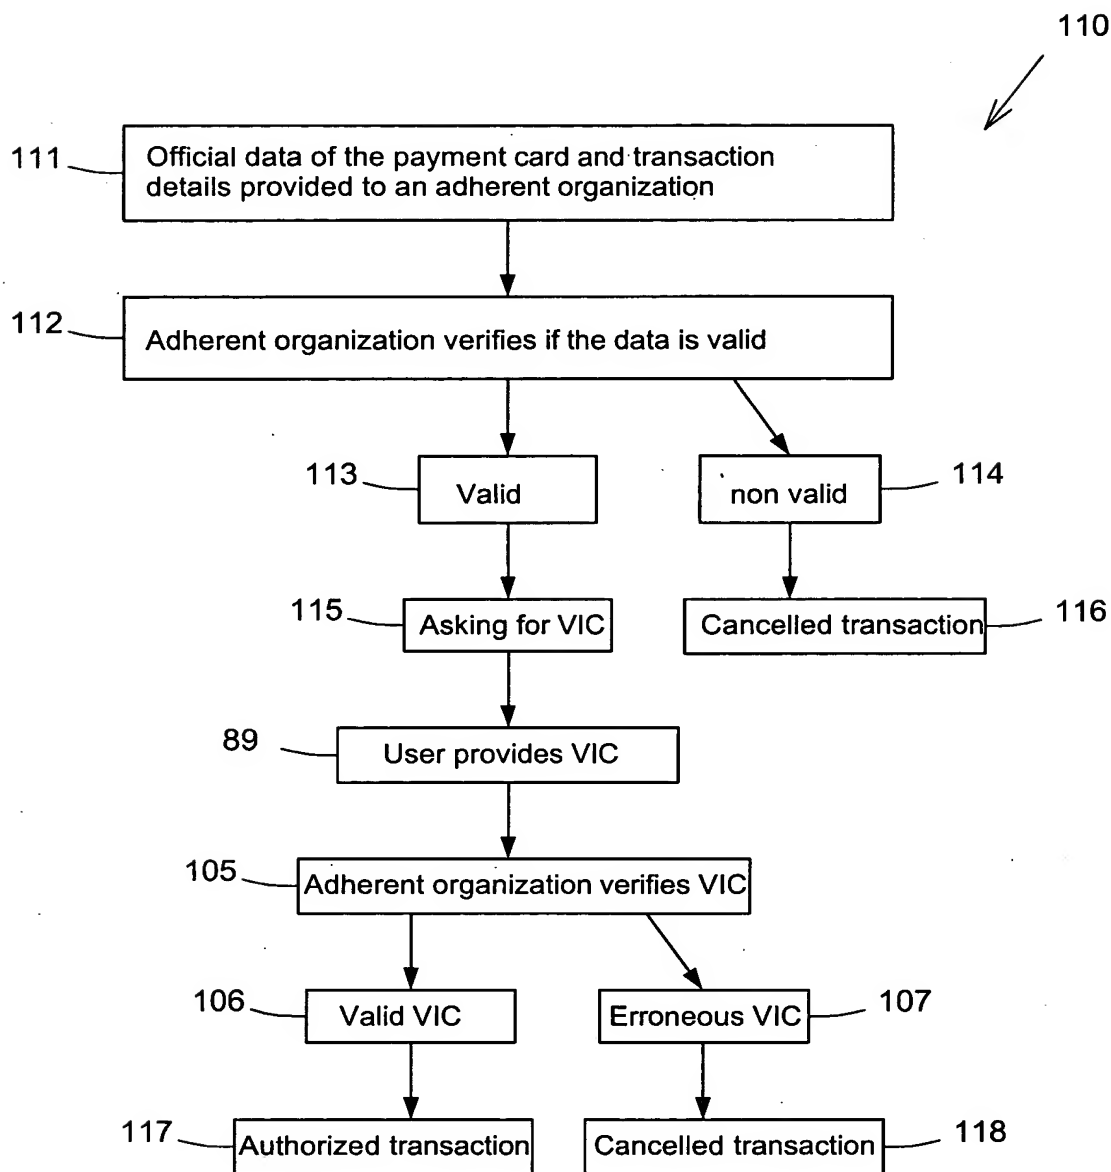 110
111 Official data of the payment card and transaction
details provided to an adherent organization
112 Adherent organization verifies if the data is valid
113 Valid non valid 114
115 Asking for VIC Cancelled transaction 116
89 User provides VIC
105 Adherent organization verifies VIC
106 Valid VIC Erroneous VIC 107
117 Authorized transaction Cancelled transaction 118